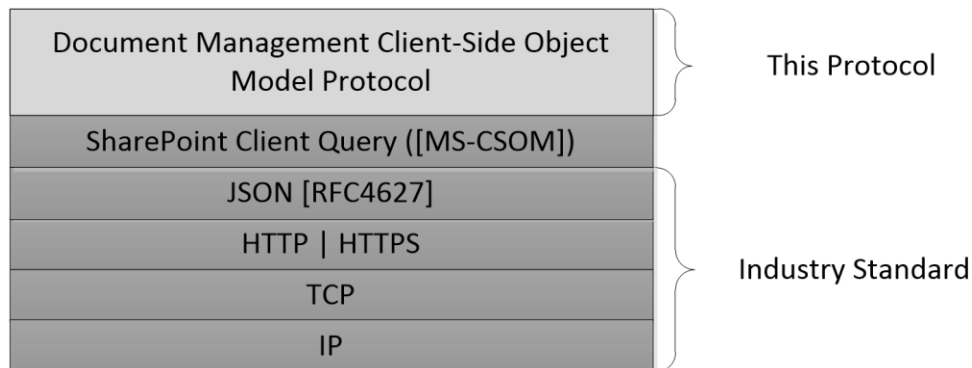 Document Management Client-Side Object
Model Protocol
This Protocol
SharePoint Client Query ([MS-CSOM])
JSON [RFC4627]
HTTP | HTTPS
Industry Standard
TCP
IP